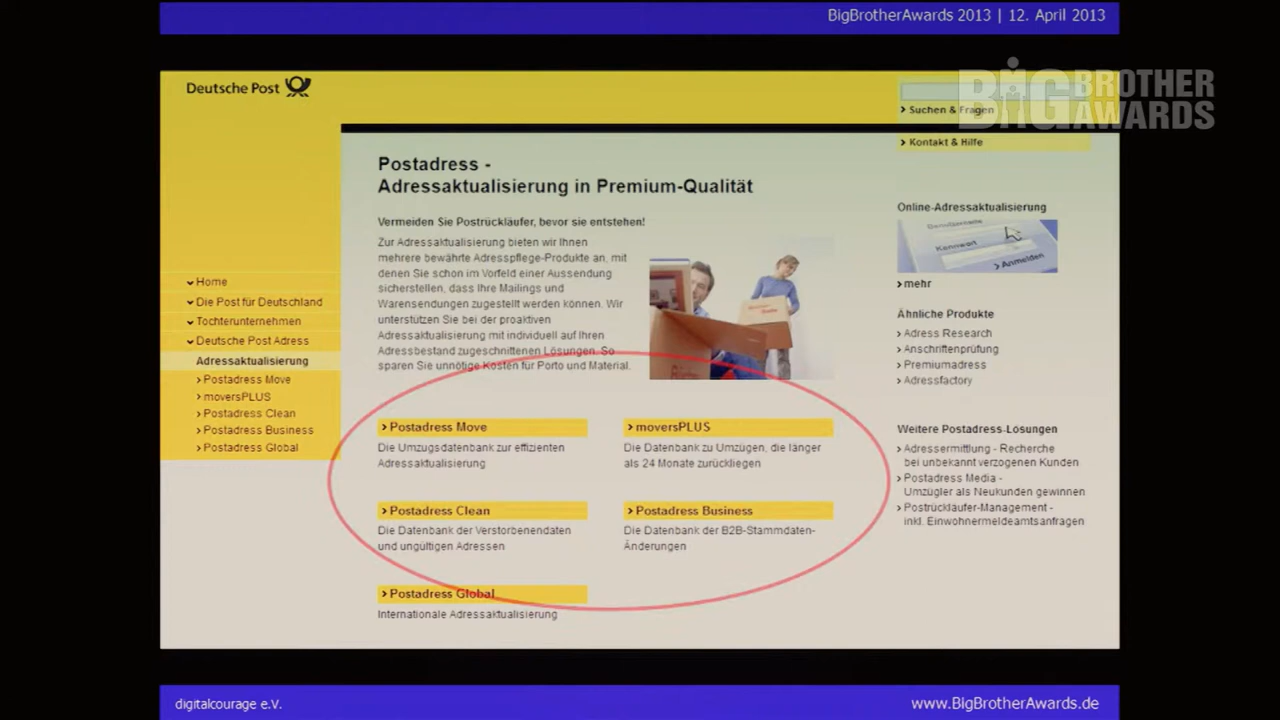 BigBrotherAwards 2013 | 12. April 2013
BIG BROTHER AWARDS
Deutsche Post
Suchen & Fragen
Kontakt & Hilfe
Home
Die Post für Deutschland
Tochterunternehmen
Deutsche Post Adress
Adressaktualisierung
Postadress Move
moversPLUS
Postadress Clean
Postadress Business
Postadress Global
Postadress -
Adressaktualisierung in Premium-Qualität
Vermeiden Sie Postrückläufer, bevor sie entstehen!
Zur Adressaktualisierung bieten wir Ihnen
mehrere bewährte Adresspflege-Produkte an, mit
denen Sie schon im Vorfeld einer Aussendung
sicherstellen, dass Ihre Mailings und
Warensendungen zugestellt werden können. Wir
unterstützen Sie bei der proaktiven
Adressaktualisierung mit individuell auf Ihren
Adressbestand zugeschnittenen Lösungen. So
sparen Sie unnötige Kosten für Porto und Material.
Postadress Move
Die Umzugsdatenbank zur effizienten
Adressaktualisierung
moversPLUS
Die Datenbank zu Umzügen, die länger
als 24 Monate zurückliegen
Postadress Clean
Die Datenbank der Verstorbenendaten
und ungültigen Adressen
Postadress Business
Die Datenbank der B2B-Stammdaten-
Änderungen
Postadress Global
Internationale Adressaktualisierung
Online-Adressaktualisierung
Kennwort
Anmelden
mehr
Ähnliche Produkte
Adress Research
Anschriftenprüfung
Premiumadress
Adressfactory
Weitere Postadress-Lösungen
Adressermittlung - Recherche
bei unbekannt verzogenen Kunden
Postadress Media -
Umzügler als Neukunden gewinnen
Postrückläufer-Management -
inkl. Einwohnermeldeamtsanfragen
digitalcourage e.V.
www.BigBrotherAwards.de